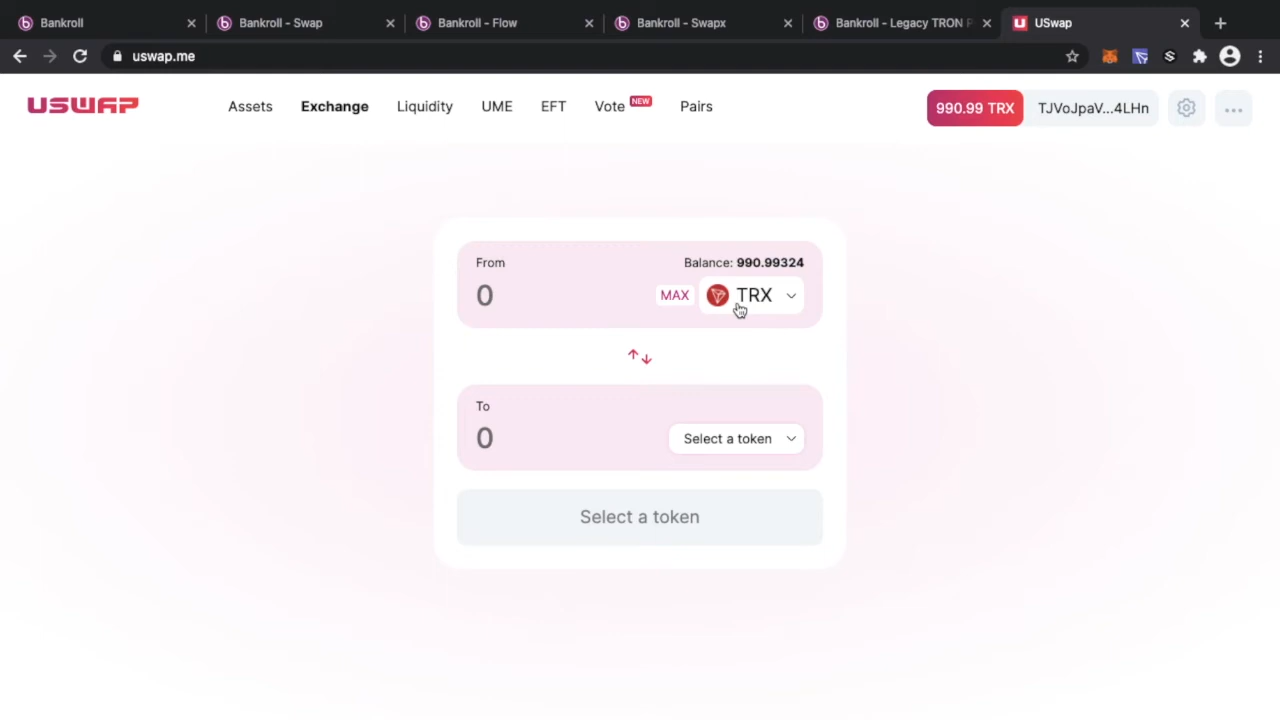 Bankroll
Bankroll - Swap
Bankroll - Flow
Bankroll - Swapx
Bankroll - Legacy TRON P
USwap
uswap.me
USWAP
Assets
Exchange
Liquidity
UME
EFT
Vote NEW
Pairs
990.99 TRX
TJVoJpaV...4LHn
From
Balance: 990.99324
0
MAX
TRX
To
0
Select a token
Select a token